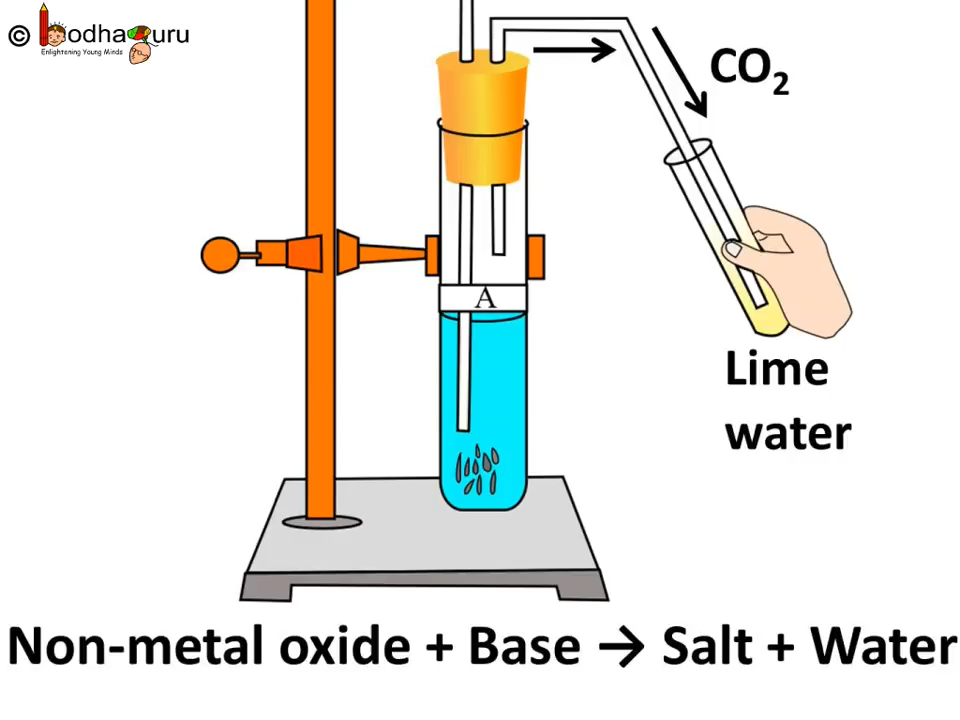 © BodhaGuru
Enlightening Young Minds
CO₂
A
Lime
water
Non-metal oxide + Base → Salt + Water